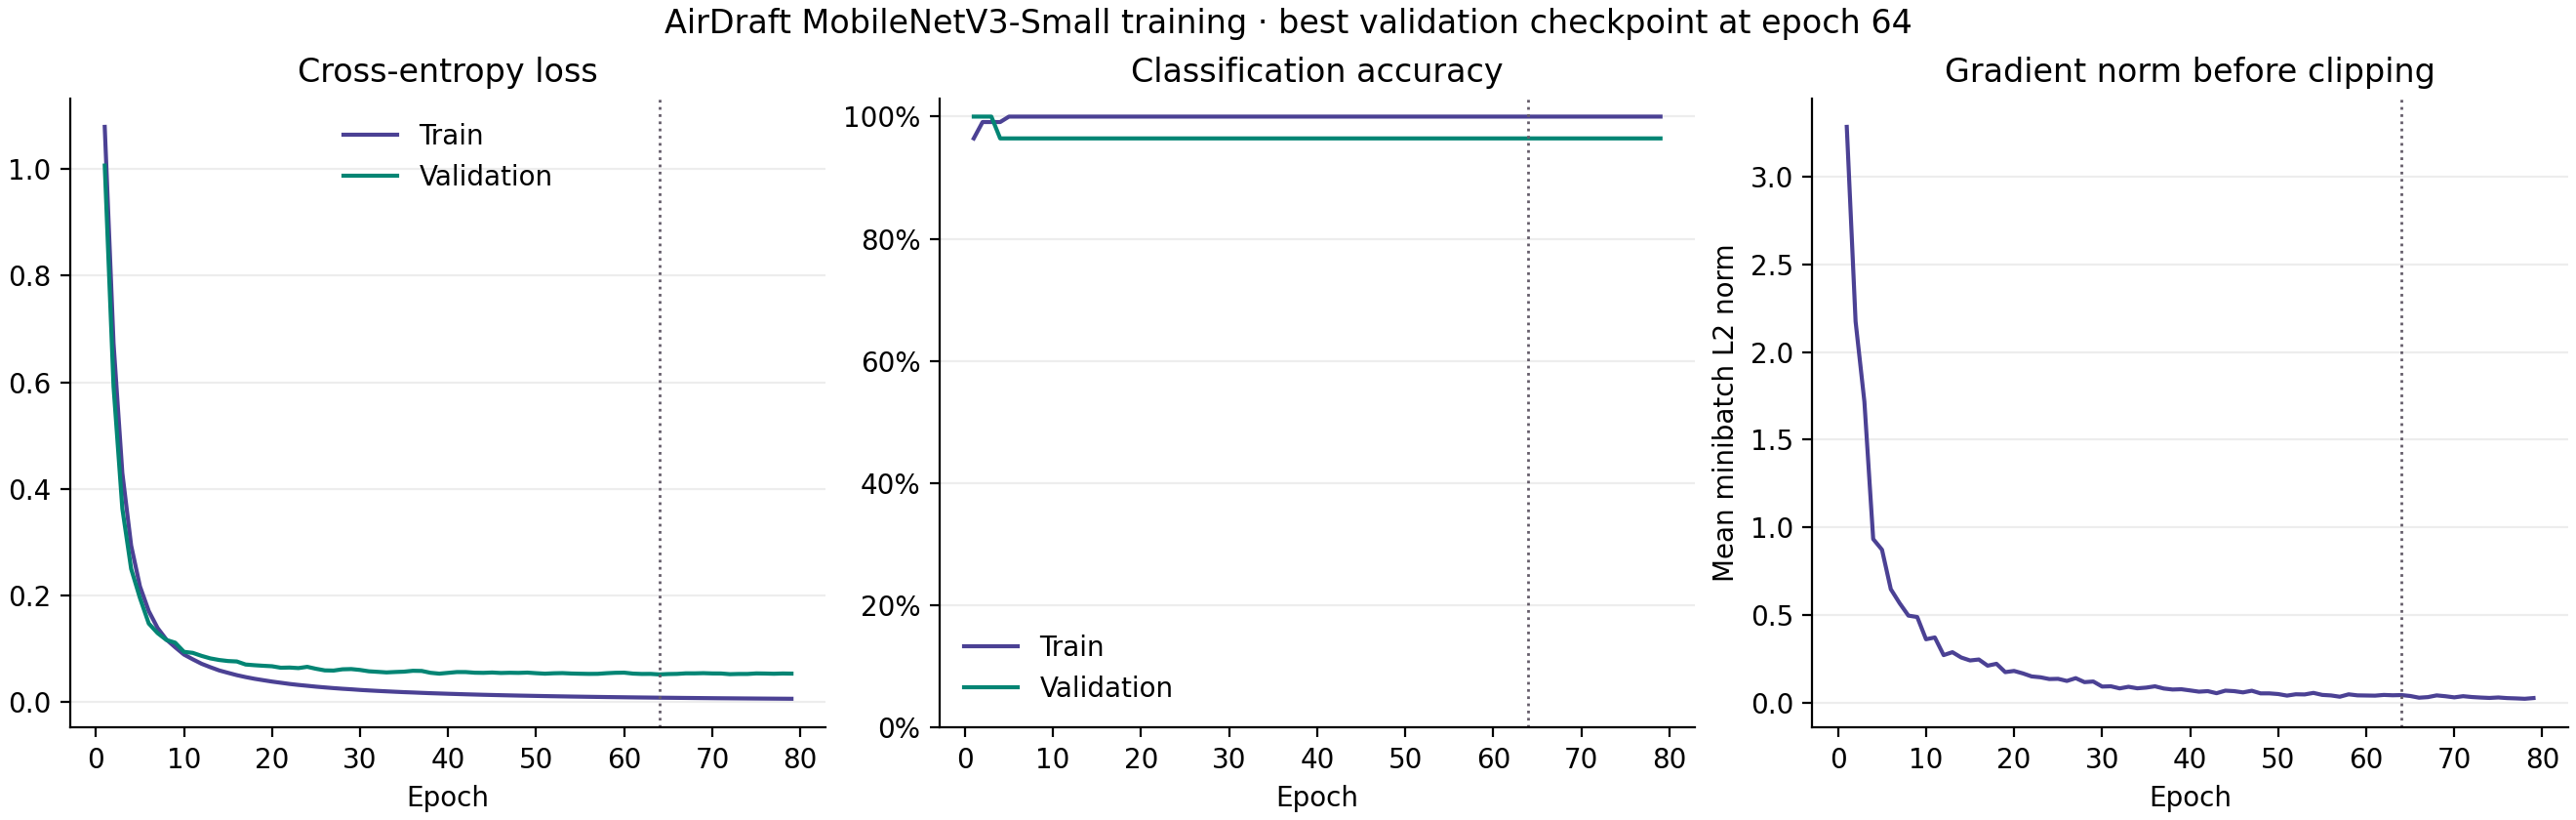 AirDraft MobileNetV3-Small training · best validation checkpoint at epoch 64
Cross-entropy loss
1.0
0.8
0.6
0.4
0.2
0.0
Train
Validation
0 10 20 30 40 50 60 70 80
Epoch
Classification accuracy
100%
80%
60%
40%
20%
0%
Train
Validation
0 10 20 30 40 50 60 70 80
Epoch
Gradient norm before clipping
Mean minibatch L2 norm
3.0
2.5
2.0
1.5
1.0
0.5
0.0
0 10 20 30 40 50 60 70 80
Epoch